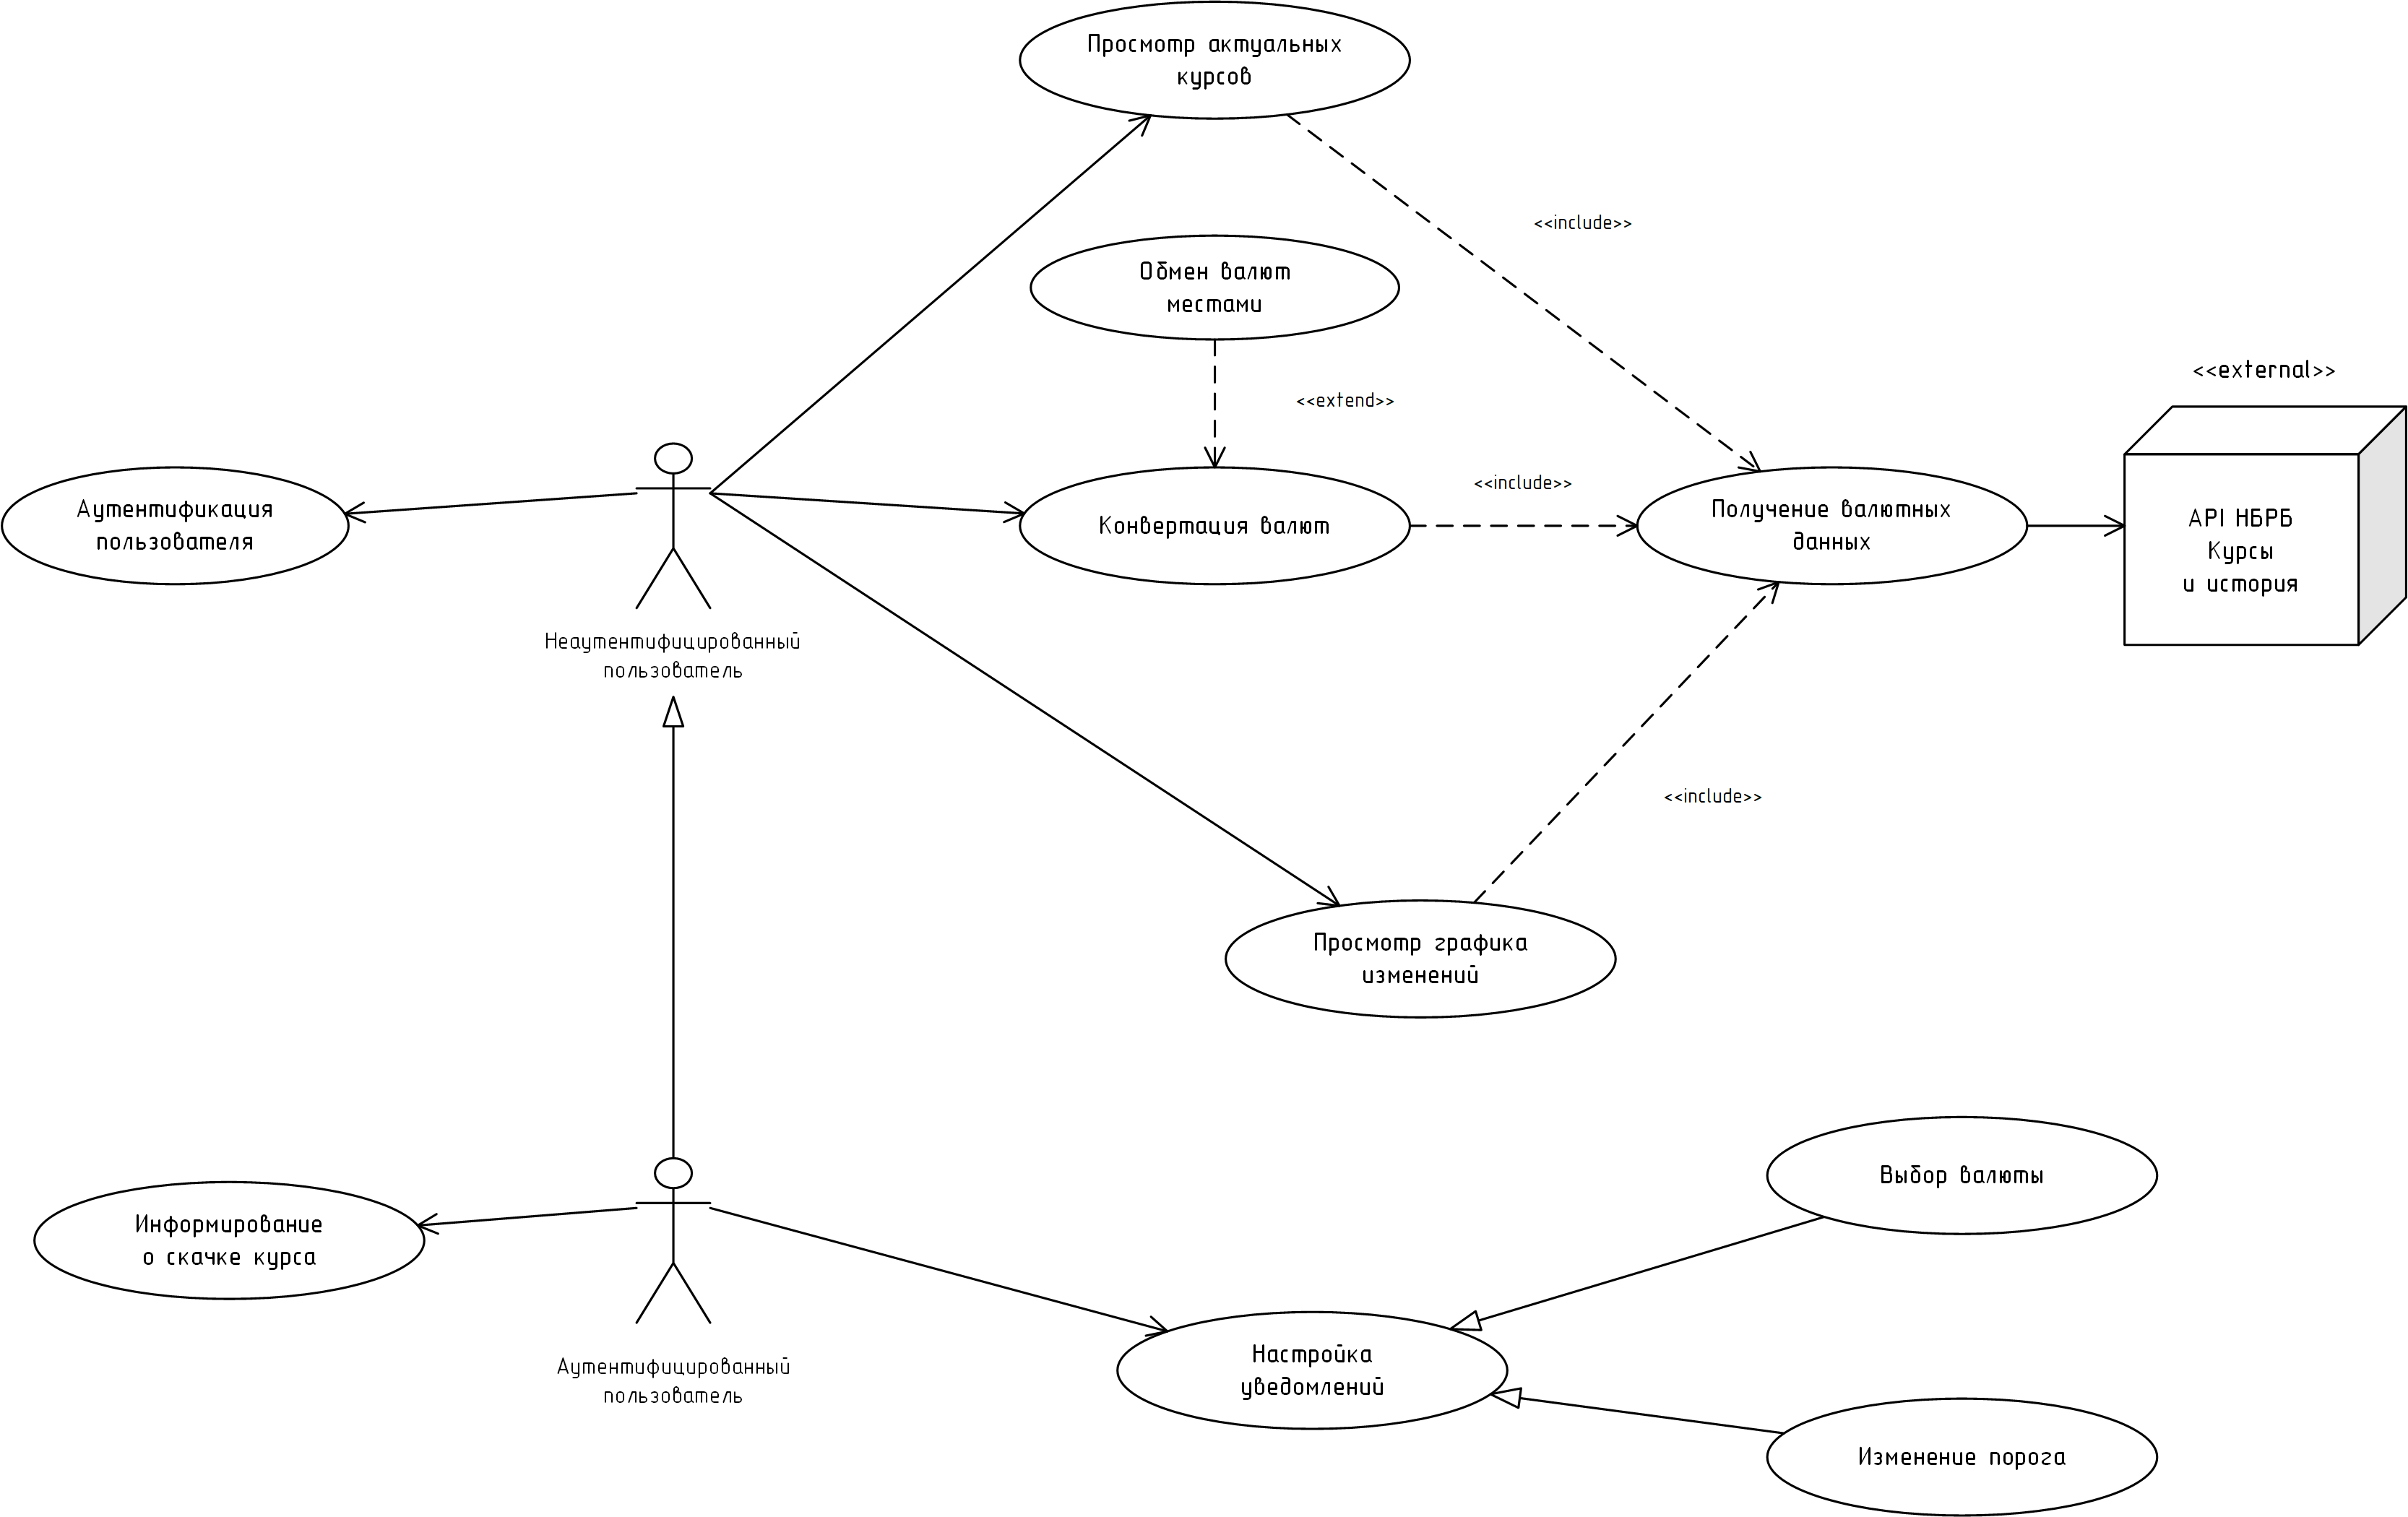 Просмотр актуальных
курсов
<<include>>
Обмен валют
местами
<<external>>
<<extend>>
<<include>>
Аутентификация
пользователя
Конвертация валют
Получение валютных
данных
API НБРБ
Курсы
и история
Неаутентифицированный
пользователь
<<include>>
Просмотр графика
изменений
Выбор валюты
Информирование
о скачке курса
Аутентифицированный
пользователь
Настройка
уведомлений
Изменение порога